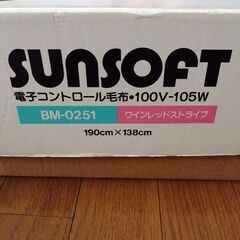 SUNSOFT
電子コントロール毛布•100V-105W
BM-0251 ワインレッドストライプ
190cm×138cm